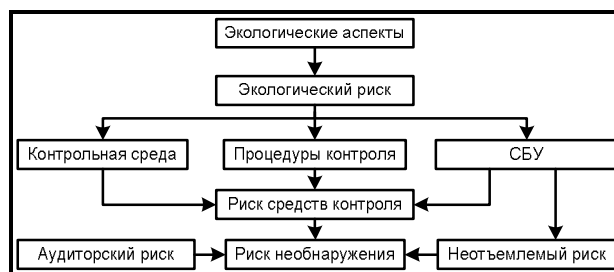 Экологические аспекты
Экологический риск
Контрольная среда
Процедуры контроля
СБУ
Риск средств контроля
Аудиторский риск
Риск необнаружения
Неотъемлемый риск